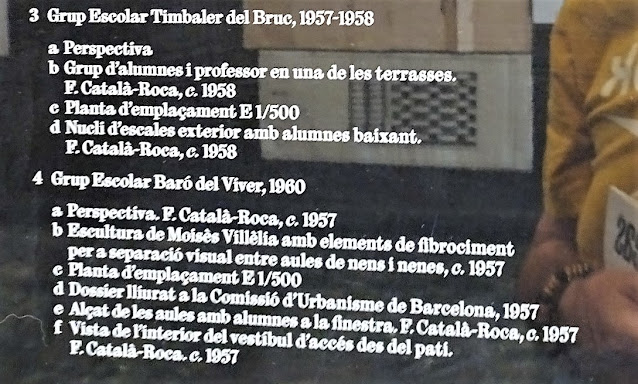 3 Grup Escolar Timbaler del Bruc, 1957-1958
a Perspectiva
b Grup d'alumnes i professor en una de les terrasses.
F. Català-Roca, c. 1958
c Planta d'emplaçament E 1/500
d Nucli d'escales exterior amb alumnes baixant.
F. Català-Roca, c. 1958
4 Grup Escolar Baró del Viver, 1960
a Perspectiva. F. Català-Roca, c. 1957
b Escultura de Moisès Villèlia amb elements de fibrociment
per a separació visual entre aules de nens i nenes, c. 1957
c Planta d'emplaçament E 1/500
d Dossier lliurat a la Comissió d'Urbanisme de Barcelona, 1957
e Alçat de les aules amb alumnes a la finestra. F. Català-Roca, c. 1957
f Vista de l'interior del vestíbul d'accés des del pati.
F. Català-Roca. c. 1957